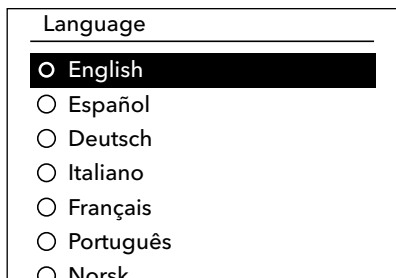 Language
English
Español
Deutsch
Italiano
Français
Português
Norsk